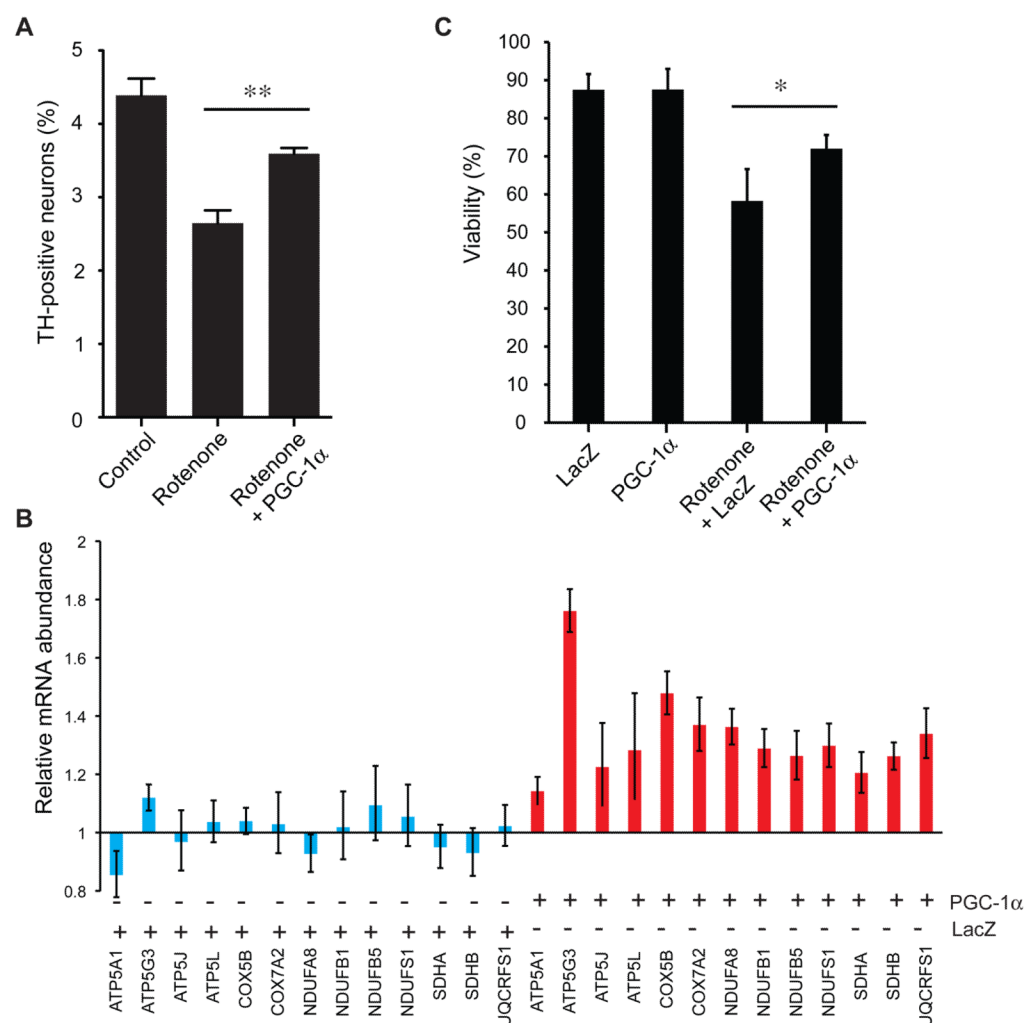 A
TH-positive neurons (%)
5
4
3
2
1
0
**
Control
Rotenone
Rotenone
+ PGC-1α
C
Viability (%)
100
90
80
70
60
50
40
30
20
10
0
*
LacZ
PGC-1α
Rotenone
+ LacZ
Rotenone
+ PGC-1α
B
Relative mRNA abundance
2
1.8
1.6
1.4
1.2
1
0.8
- - - - - - - - - - - - - - + + + + + + + + + + + + + + PGC-1α
+ + + + + + + + + + + + + + - - - - - - - - - - - - - - LacZ
ATP5A1
ATP5G3
ATP5J
ATP5L
COX5B
COX7A2
NDUFA8
NDUFB1
NDUFB5
NDUFS1
SDHA
SDHB
UQCRFS1
ATP5A1
ATP5G3
ATP5J
ATP5L
COX5B
COX7A2
NDUFA8
NDUFB1
NDUFB5
NDUFS1
SDHA
SDHB
UQCRFS1